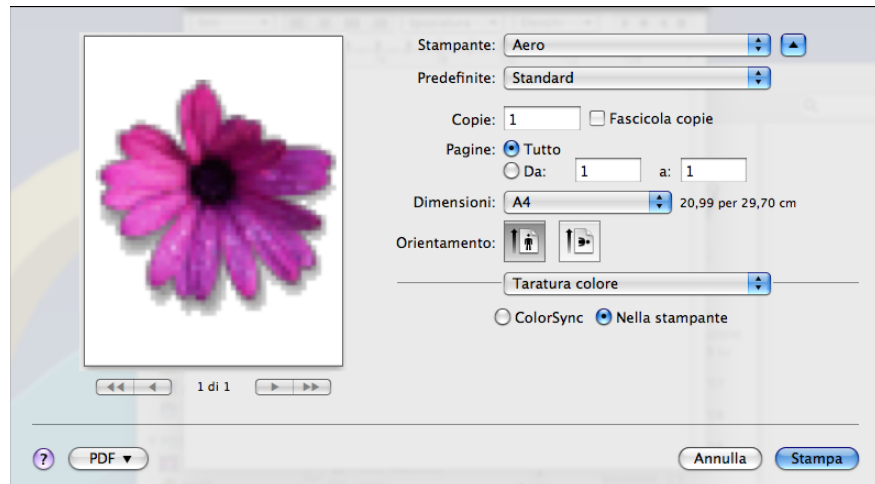 Stampante: Aero
Predefinite: Standard
Copie: 1 Fascicola copie
Pagine: Tutto
Da: 1 a: 1
Dimensioni: A4 20,99 per 29,70 cm
Orientamento:
Taratura colore
ColorSync Nella stampante
1 di 1
? PDF Annulla Stampa